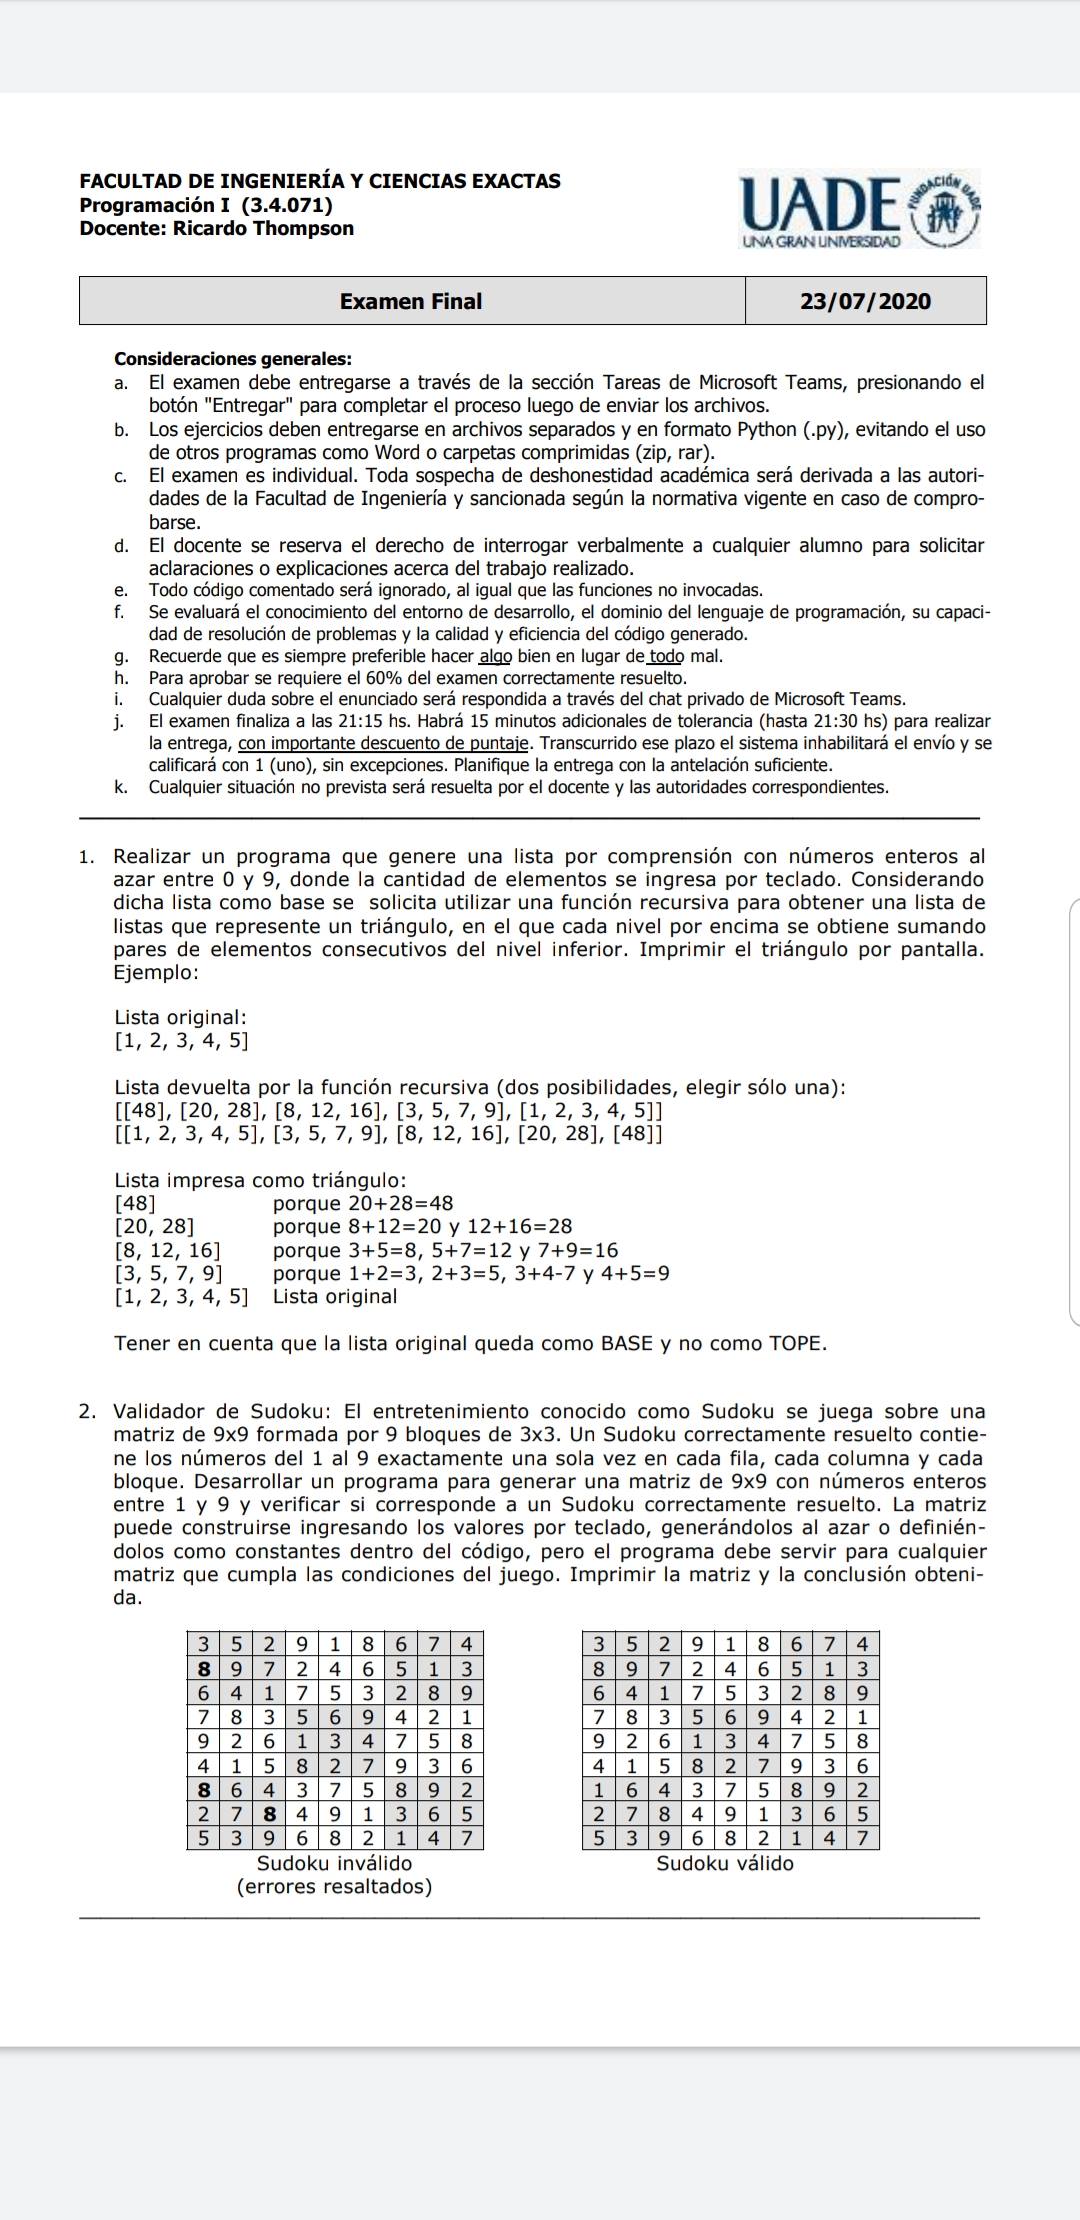 FACULTAD DE INGENIERÍA Y CIENCIAS EXACTAS
Programación I (3.4.071)
Docente: Ricardo Thompson
UADE
UNA GRAN UNIVERSIDAD
FUNDACIÓN UADE
Examen Final 23/07/2020
Consideraciones generales:
a. El examen debe entregarse a través de la sección Tareas de Microsoft Teams, presionando el
botón "Entregar" para completar el proceso luego de enviar los archivos.
b. Los ejercicios deben entregarse en archivos separados y en formato Python (.py), evitando el uso
de otros programas como Word o carpetas comprimidas (zip, rar).
c. El examen es individual. Toda sospecha de deshonestidad académica será derivada a las autori-
dades de la Facultad de Ingeniería y sancionada según la normativa vigente en caso de compro-
barse.
d. El docente se reserva el derecho de interrogar verbalmente a cualquier alumno para solicitar
aclaraciones o explicaciones acerca del trabajo realizado.
e. Todo código comentado será ignorado, al igual que las funciones no invocadas.
f. Se evaluará el conocimiento del entorno de desarrollo, el dominio del lenguaje de programación, su capaci-
dad de resolución de problemas y la calidad y eficiencia del código generado.
g. Recuerde que es siempre preferible hacer algo bien en lugar de todo mal.
h. Para aprobar se requiere el 60% del examen correctamente resuelto.
i. Cualquier duda sobre el enunciado será respondida a través del chat privado de Microsoft Teams.
j. El examen finaliza a las 21:15 hs. Habrá 15 minutos adicionales de tolerancia (hasta 21:30 hs) para realizar
la entrega, con importante descuento de puntaje. Transcurrido ese plazo el sistema inhabilitará el envío y se
calificará con 1 (uno), sin excepciones. Planifique la entrega con la antelación suficiente.
k. Cualquier situación no prevista será resuelta por el docente y las autoridades correspondientes.
1. Realizar un programa que genere una lista por comprensión con números enteros al
azar entre 0 y 9, donde la cantidad de elementos se ingresa por teclado. Considerando
dicha lista como base se solicita utilizar una función recursiva para obtener una lista de
listas que represente un triángulo, en el que cada nivel por encima se obtiene sumando
pares de elementos consecutivos del nivel inferior. Imprimir el triángulo por pantalla.
Ejemplo:
Lista original:
[1, 2, 3, 4, 5]
Lista devuelta por la función recursiva (dos posibilidades, elegir sólo una):
[[48], [20, 28], [8, 12, 16], [3, 5, 7, 9], [1, 2, 3, 4, 5]]
[[1, 2, 3, 4, 5], [3, 5, 7, 9], [8, 12, 16], [20, 28], [48]]
Lista impresa como triángulo:
[48] porque 20+28=48
[20, 28] porque 8+12=20 y 12+16=28
[8, 12, 16] porque 3+5=8, 5+7=12 y 7+9=16
[3, 5, 7, 9] porque 1+2=3, 2+3=5, 3+4-7 y 4+5=9
[1, 2, 3, 4, 5] Lista original
Tener en cuenta que la lista original queda como BASE y no como TOPE.
2. Validador de Sudoku: El entretenimiento conocido como Sudoku se juega sobre una
matriz de 9x9 formada por 9 bloques de 3x3. Un Sudoku correctamente resuelto contie-
ne los números del 1 al 9 exactamente una sola vez en cada fila, cada columna y cada
bloque. Desarrollar un programa para generar una matriz de 9x9 con números enteros
entre 1 y 9 y verificar si corresponde a un Sudoku correctamente resuelto. La matriz
puede construirse ingresando los valores por teclado, generándolos al azar o definién-
dolos como constantes dentro del código, pero el programa debe servir para cualquier
matriz que cumpla las condiciones del juego. Imprimir la matriz y la conclusión obteni-
da.
3 5 2 9 1 8 6 7 4
8 9 7 2 4 6 5 1 3
6 4 1 7 5 3 2 8 9
7 8 3 5 6 9 4 2 1
9 2 6 1 3 4 7 5 8
4 1 5 8 2 7 9 3 6
8 6 4 3 7 5 8 9 2
2 7 8 4 9 1 3 6 5
5 3 9 6 8 2 1 4 7
Sudoku inválido
(errores resaltados)
3 5 2 9 1 8 6 7 4
8 9 7 2 4 6 5 1 3
6 4 1 7 5 3 2 8 9
7 8 3 5 6 9 4 2 1
9 2 6 1 3 4 7 5 8
4 1 5 8 2 7 9 3 6
1 6 4 3 7 5 8 9 2
2 7 8 4 9 1 3 6 5
5 3 9 6 8 2 1 4 7
Sudoku válido